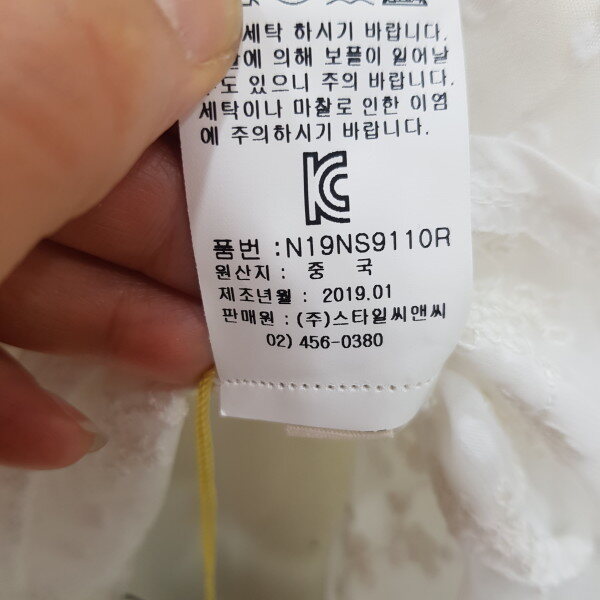 세탁 하시기 바랍니다.
에 의해 보풀이 일어날
도 있으니 주의 바랍니다.
세탁이나 마찰로 인한 이염
에 주의하시기 바랍니다.
KC
품번 :N19NS9110R
원산지 : 중 국
제조년월 : 2019.01
판매원 : (주)스타일씨앤씨
02) 456-0380